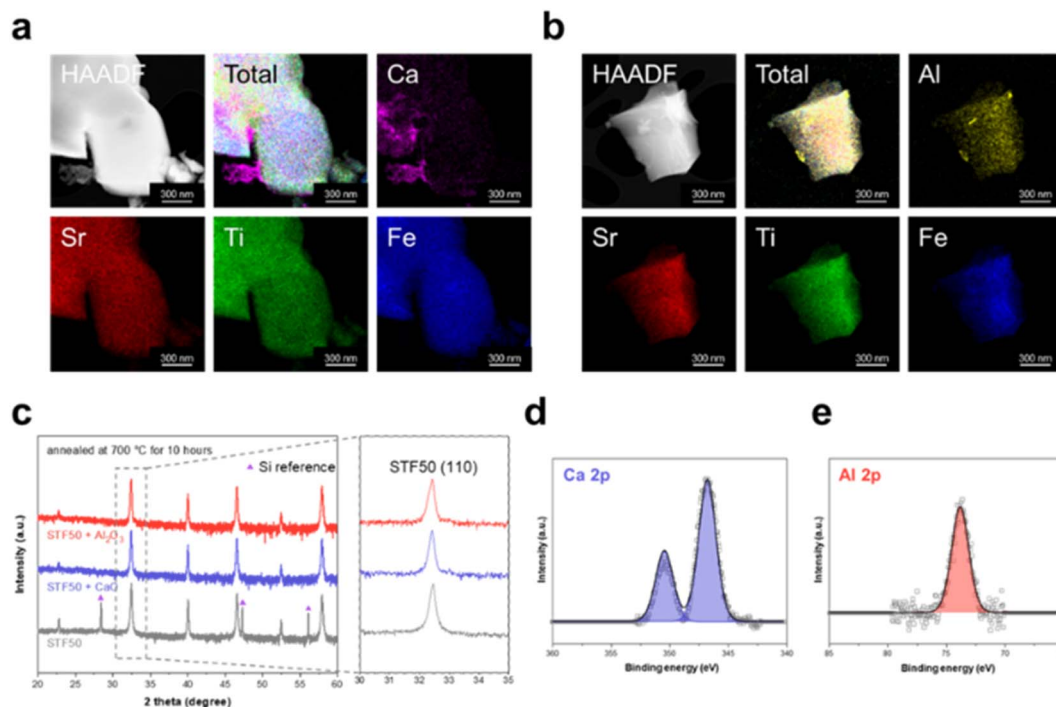 a
HAADF
Total
Ca
300 nm
300 nm
300 nm
Sr
Ti
Fe
300 nm
300 nm
300 nm
b
HAADF
Total
Al
300 nm
300 nm
300 nm
Sr
Ti
Fe
300 nm
300 nm
300 nm
c
annealed at 700 °C for 10 hours
▲ Si reference
STF50 + Al₂O₃
STF50 + CaO
STF50
Intensity (a.u.)
20 25 30 35 40 45 50 55 60
2 theta (degree)
STF50 (110)
30 31 32 33 34 35
d
Ca 2p
Intensity (a.u.)
360 355 350 345 340
Binding energy (eV)
e
Al 2p
Intensity (a.u.)
85 80 75 70 65
Binding energy (eV)